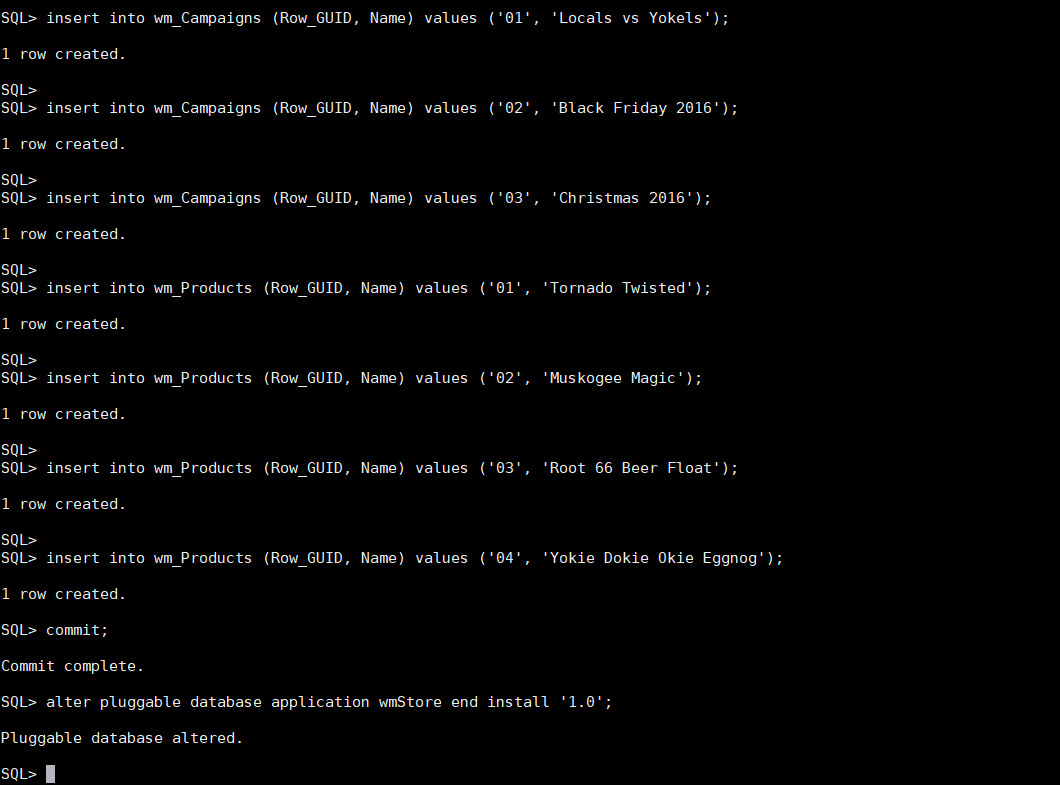 SQL> insert into wm_Campaigns (Row_GUID, Name) values ('01', 'Locals vs Yokels');
1 row created.
SQL>
SQL> insert into wm_Campaigns (Row_GUID, Name) values ('02', 'Black Friday 2016');
1 row created.
SQL>
SQL> insert into wm_Campaigns (Row_GUID, Name) values ('03', 'Christmas 2016');
1 row created.
SQL>
SQL> insert into wm_Products (Row_GUID, Name) values ('01', 'Tornado Twisted');
1 row created.
SQL>
SQL> insert into wm_Products (Row_GUID, Name) values ('02', 'Muskogee Magic');
1 row created.
SQL>
SQL> insert into wm_Products (Row_GUID, Name) values ('03', 'Root 66 Beer Float');
1 row created.
SQL>
SQL> insert into wm_Products (Row_GUID, Name) values ('04', 'Yokie Dokie Okie Eggnog');
1 row created.
SQL> commit;
Commit complete.
SQL> alter pluggable database application wmStore end install '1.0';
Pluggable database altered.
SQL>